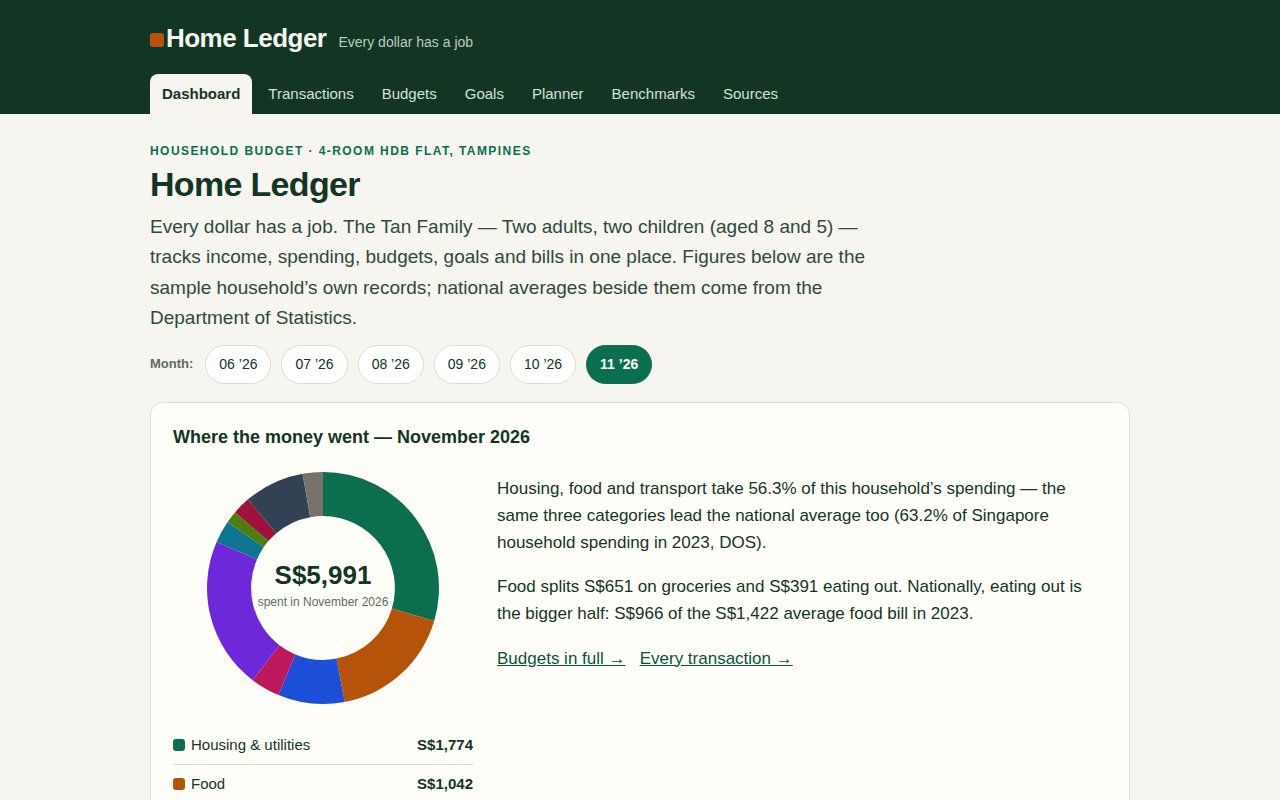 Home Ledger Every dollar has a job
Dashboard Transactions Budgets Goals Planner Benchmarks Sources
HOUSEHOLD BUDGET · 4-ROOM HDB FLAT, TAMPINES
Home Ledger
Every dollar has a job. The Tan Family — Two adults, two children (aged 8 and 5) —
tracks income, spending, budgets, goals and bills in one place. Figures below are the
sample household’s own records; national averages beside them come from the
Department of Statistics.
Month: 06 ’26 07 ’26 08 ’26 09 ’26 10 ’26 11 ’26
Where the money went — November 2026
S$5,991
spent in November 2026
Housing, food and transport take 56.3% of this household’s spending — the
same three categories lead the national average too (63.2% of Singapore
household spending in 2023, DOS).
Food splits S$651 on groceries and S$391 eating out. Nationally, eating out is
the bigger half: S$966 of the S$1,422 average food bill in 2023.
Budgets in full → Every transaction →
Housing & utilities S$1,774
Food S$1,042